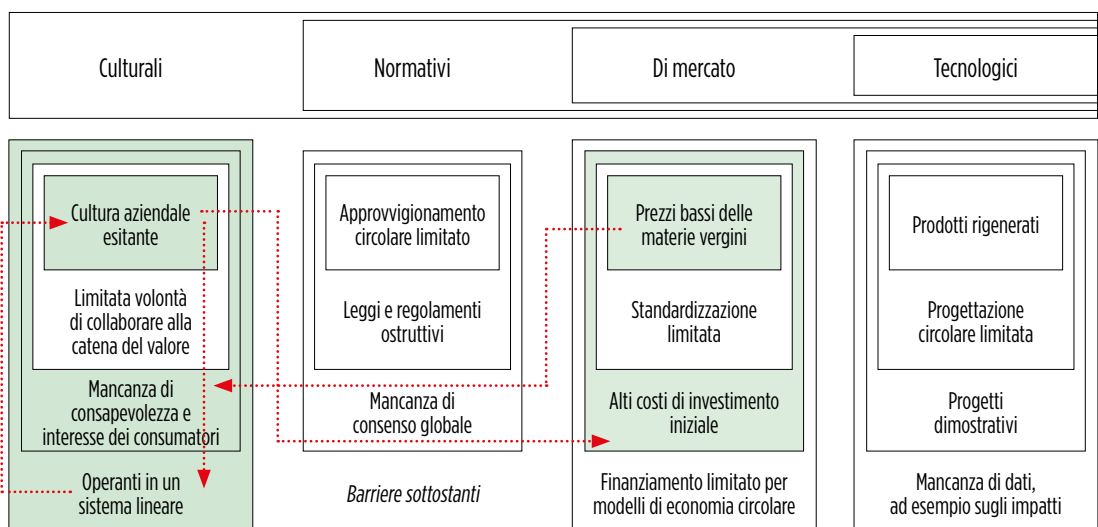 Culturali
Normativi
Di mercato
Tecnologici
Cultura aziendale
esitante
Limitata volontà
di collaborare alla
catena del valore
Mancanza di
consapevolezza e
interesse dei consumatori
Operanti in un
sistema lineare
Approvvigionamento
circolare limitato
Leggi e regolamenti
ostruttivi
Mancanza di
consenso globale
Barriere sottostanti
Prezzi bassi delle
materie vergini
Standardizzazione
limitata
Alti costi di investimento
iniziale
Finanziamento limitato per
modelli di economia circolare
Prodotti rigenerati
Progettazione
circolare limitata
Progetti
dimostrativi
Mancanza di dati,
ad esempio sugli impatti